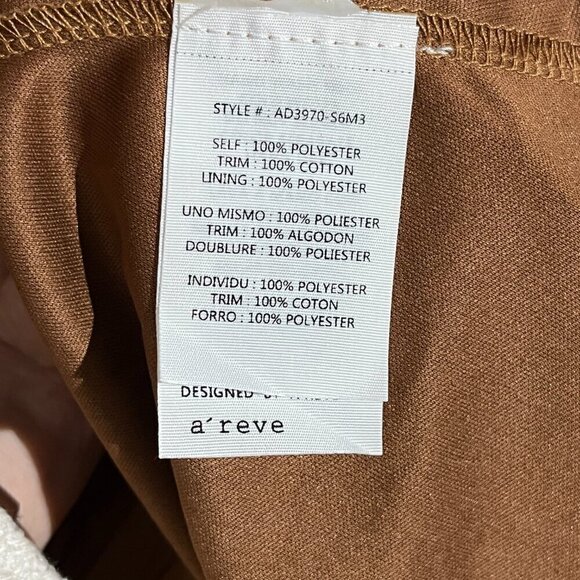 STYLE # : AD3970-S6M3
SELF : 100% POLYESTER
TRIM : 100% COTTON
LINING : 100% POLYESTER
UNO MISMO : 100% POLIESTER
TRIM : 100% ALGODON
DOUBLURE : 100% POLIESTER
INDIVIDU : 100% POLYESTER
TRIM : 100% COTON
FORRO : 100% POLYESTER
DESIGNED
a´reve